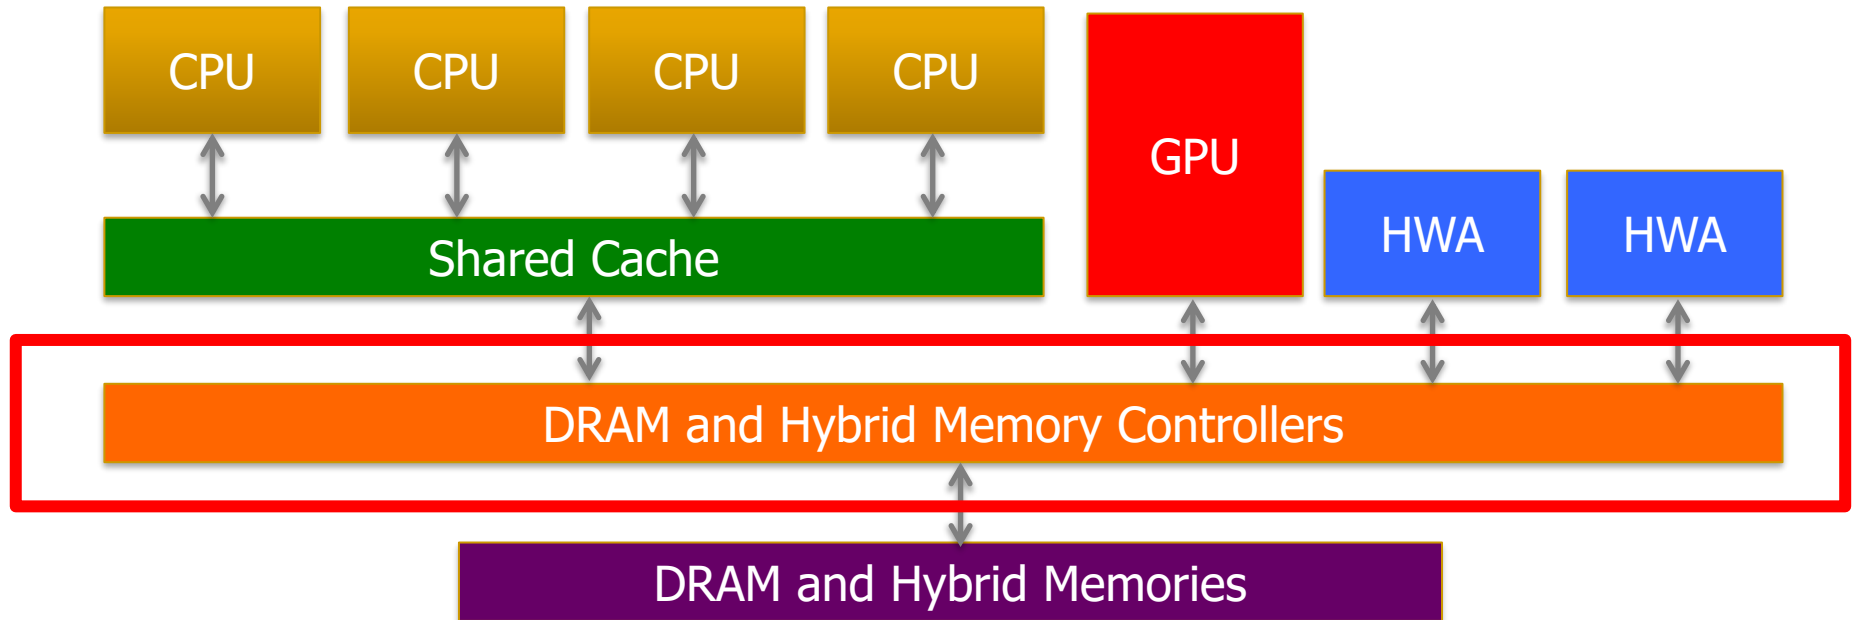 CPU
CPU
CPU
CPU
GPU
HWA
HWA
Shared Cache
DRAM and Hybrid Memory Controllers
DRAM and Hybrid Memories